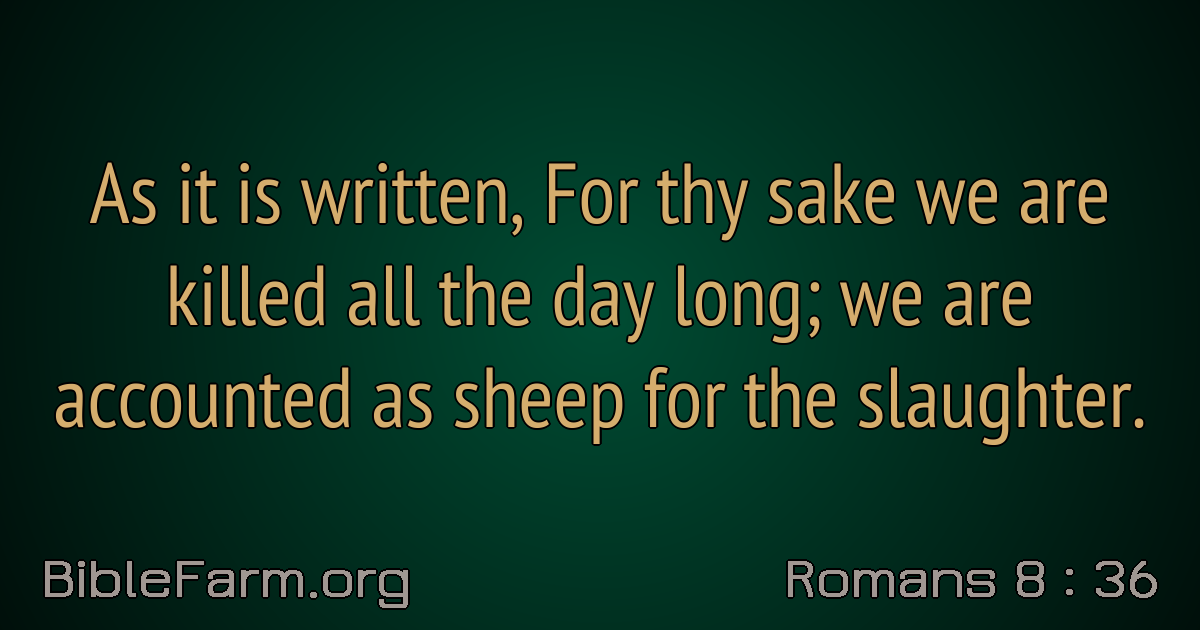 As it is written, For thy sake we are
killed all the day long; we are
accounted as sheep for the slaughter.
BibleFarm.org
Romans 8 : 36